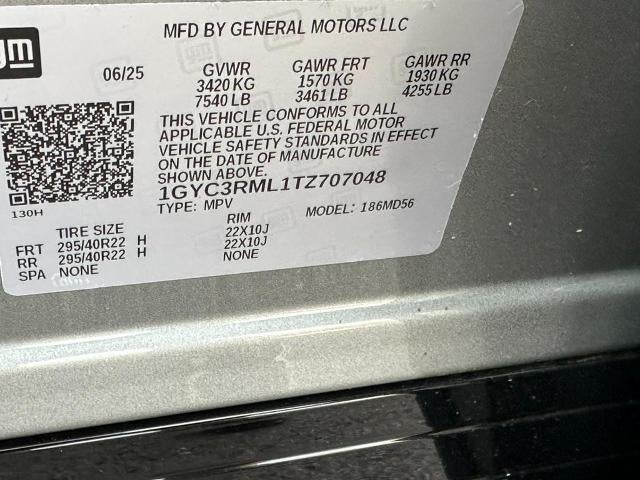 gm
MFD BY GENERAL MOTORS LLC
06/25 GVWR GAWR FRT GAWR RR
3420 KG 1570 KG 1930 KG
7540 LB 3461 LB 4255 LB
THIS VEHICLE CONFORMS TO ALL
APPLICABLE U.S. FEDERAL MOTOR
VEHICLE SAFETY STANDARDS IN EFFECT
ON THE DATE OF MANUFACTURE
SHOWN ABOVE.
1GYC3RML1TZ707048
130H
TYPE: MPV MODEL: 186MD56
TIRE SIZE RIM
FRT 295/40R22 H 22X10J
RR 295/40R22 H 22X10J
SPA NONE NONE